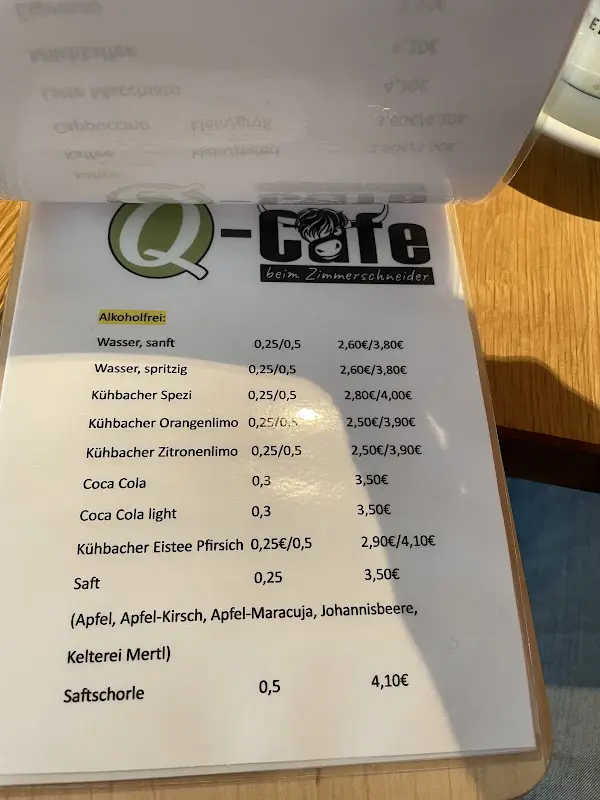 Q-Cafe
beim Zimmerschneider
Alkoholfrei:
Wasser, sanft 0,25/0,5 2,60€/3,80€
Wasser, spritzig 0,25/0,5 2,60€/3,80€
Kühbacher Spezi 0,25/0,5 2,80€/4,00€
Kühbacher Orangenlimo 0,25/0,5 2,50€/3,90€
Kühbacher Zitronenlimo 0,25/0,5 2,50€/3,90€
Coca Cola 0,3 3,50€
Coca Cola light 0,3 3,50€
Kühbacher Eistee Pfirsich 0,25€/0,5 2,90€/4,10€
Saft 0,25 3,50€
(Apfel, Apfel-Kirsch, Apfel-Maracuja, Johannisbeere,
Kelterei Mertl)
Saftschorle 0,5 4,10€